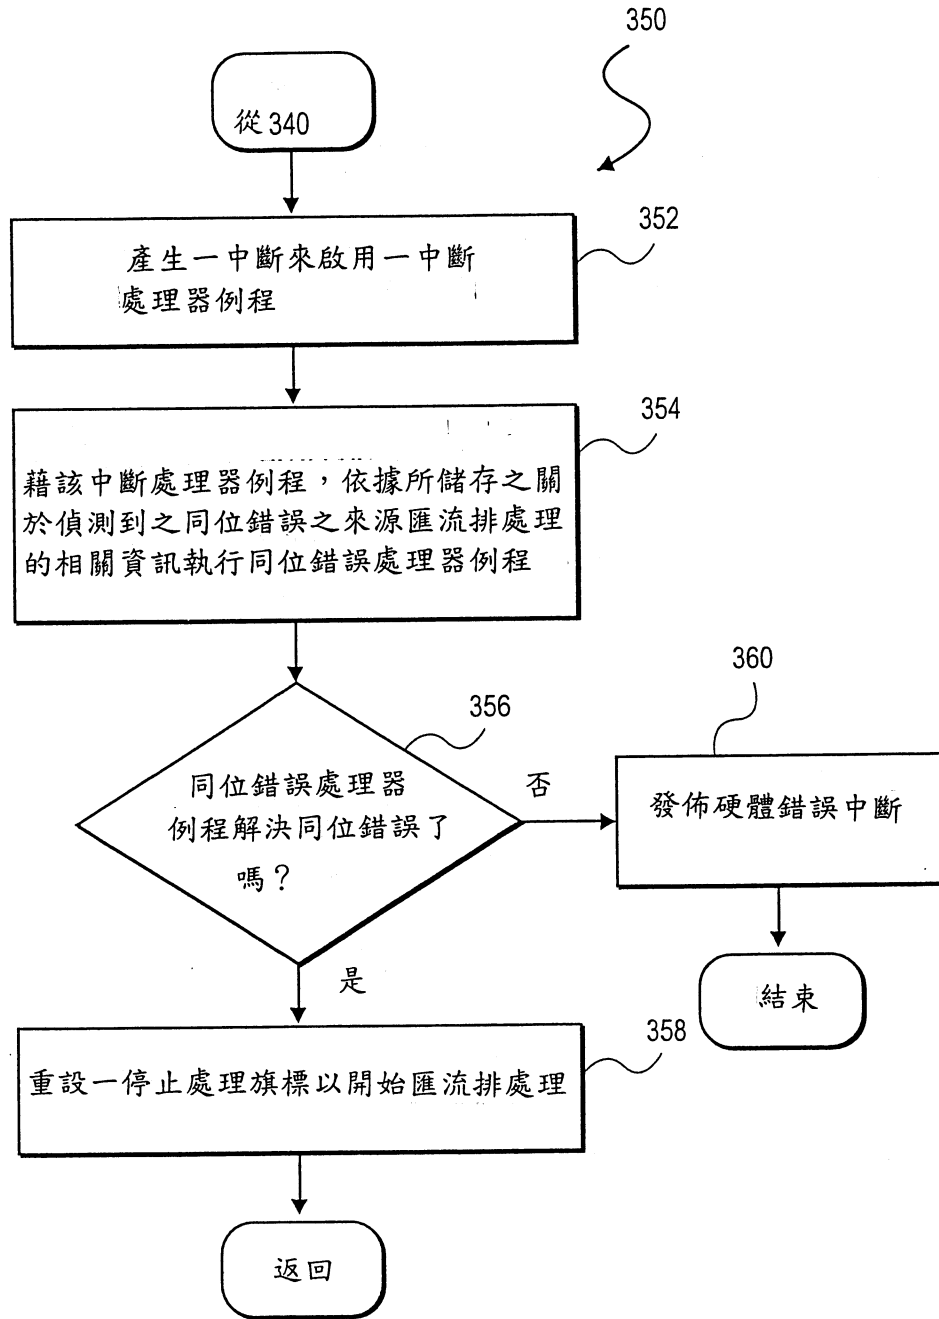 350
從 340
352
產生一中斷來啟用一中斷
處理器例程
354
藉該中斷處理器例程，依據所儲存之關
於偵測到之同位錯誤之來源匯流排處理
的相關資訊執行同位錯誤處理器例程
356
同位錯誤處理器
例程解決同位錯誤了
嗎？
否
360
發佈硬體錯誤中斷
結束
是
358
重設一停止處理旗標以開始匯流排處理
返回